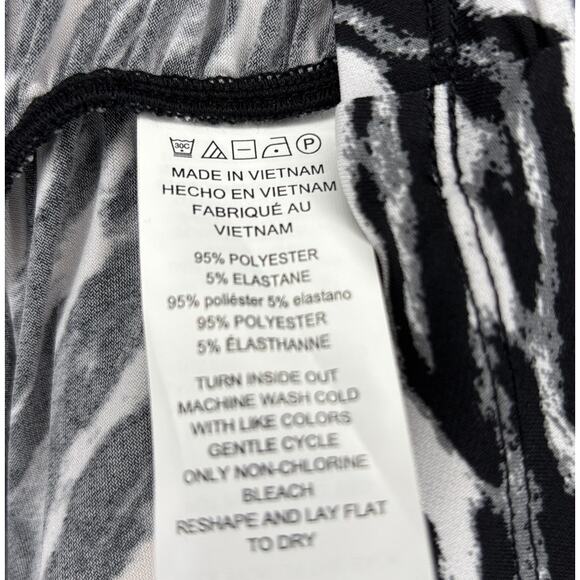 30C P
MADE IN VIETNAM
HECHO EN VIETNAM
FABRIQUÉ AU
VIETNAM
95% POLYESTER
5% ELASTANE
95% poliéster 5% elastano
95% POLYESTER
5% ÉLASTHANNE
TURN INSIDE OUT
MACHINE WASH COLD
WITH LIKE COLORS
GENTLE CYCLE
ONLY NON-CHLORINE
BLEACH
RESHAPE AND LAY FLAT
TO DRY